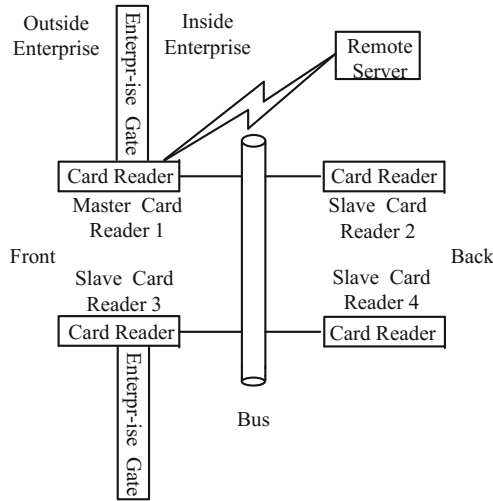 Outside
Enterprise
Inside
Enterprise
Remote
Server
Enterpr-ise Gate
Card Reader
Card Reader
Master Card
Reader 1
Slave Card
Reader 2
Front
Back
Slave Card
Reader 3
Slave Card
Reader 4
Card Reader
Card Reader
Enterpr-ise Gate
Bus